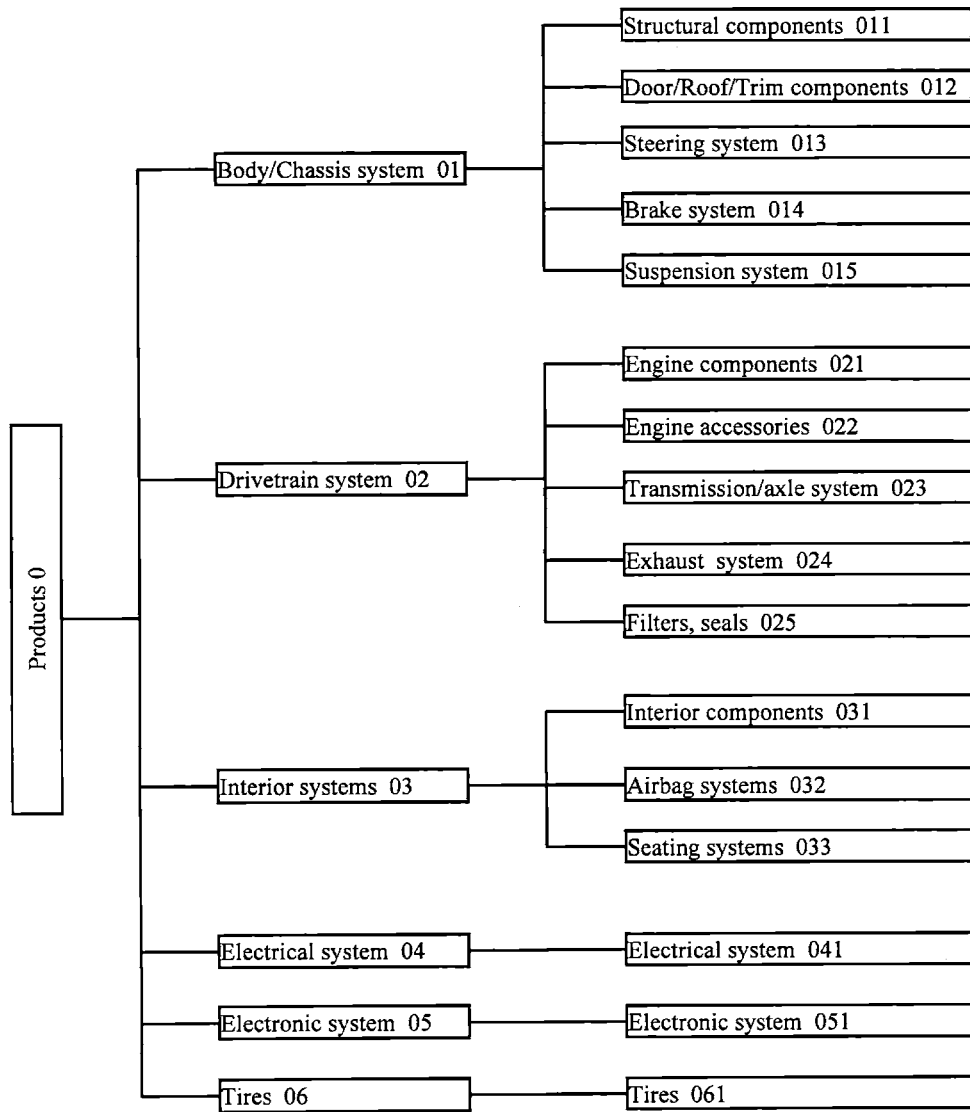 Products 0
Body/Chassis system 01
Structural components 011
Door/Roof/Trim components 012
Steering system 013
Brake system 014
Suspension system 015
Drivetrain system 02
Engine components 021
Engine accessories 022
Transmission/axle system 023
Exhaust system 024
Filters, seals 025
Interior systems 03
Interior components 031
Airbag systems 032
Seating systems 033
Electrical system 04
Electrical system 041
Electronic system 05
Electronic system 051
Tires 06
Tires 061